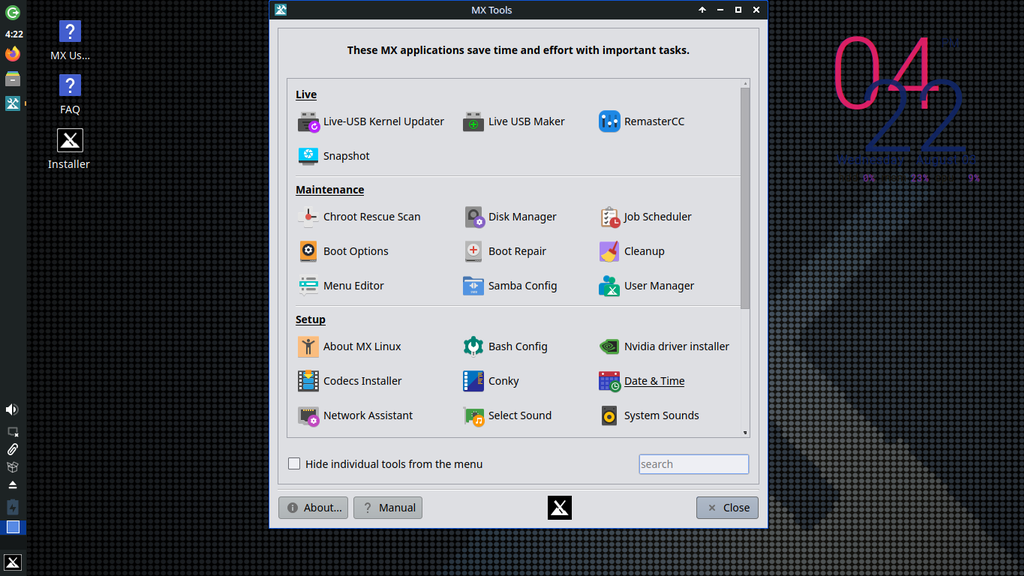 MX Tools
4:22
MX Us...
FAQ
Installer
These MX applications save time and effort with important tasks.
Live
Live-USB Kernel Updater
Live USB Maker
RemasterCC
Snapshot
Maintenance
Chroot Rescue Scan
Disk Manager
Job Scheduler
Boot Options
Boot Repair
Cleanup
Menu Editor
Samba Config
User Manager
Setup
About MX Linux
Bash Config
Nvidia driver installer
Codecs Installer
Conky
Date & Time
Network Assistant
Select Sound
System Sounds
Hide individual tools from the menu
search
About...
? Manual
Close
04
22
0%
23%
9%